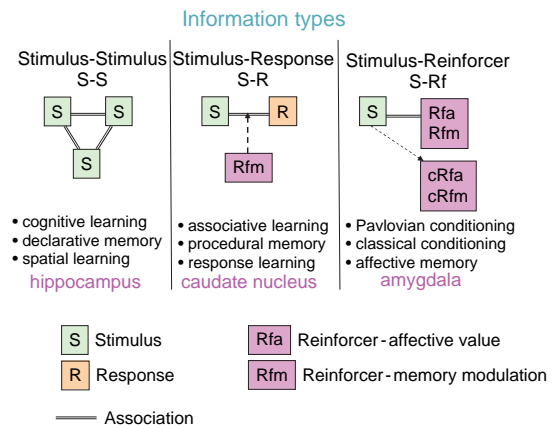 Information types
Stimulus-Stimulus
S-S
S
S
S
• cognitive learning
• declarative memory
• spatial learning
hippocampus
Stimulus-Response
S-R
S
R
Rfm
• associative learning
• procedural memory
• response learning
caudate nucleus
Stimulus-Reinforcer
S-Rf
S
Rfa
Rfm
cRfa
cRfm
• Pavlovian conditioning
• classical conditioning
• affective memory
amygdala
S Stimulus
R Response
Association
Rfa Reinforcer-affective value
Rfm Reinforcer-memory modulation